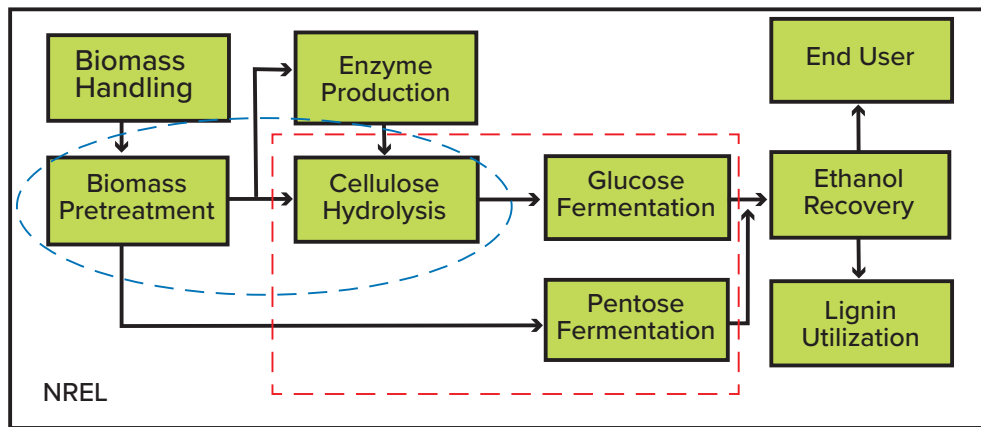 Biomass
Handling
Enzyme
Production
End User
Biomass
Pretreatment
Cellulose
Hydrolysis
Glucose
Fermentation
Ethanol
Recovery
Pentose
Fermentation
Lignin
Utilization
NREL